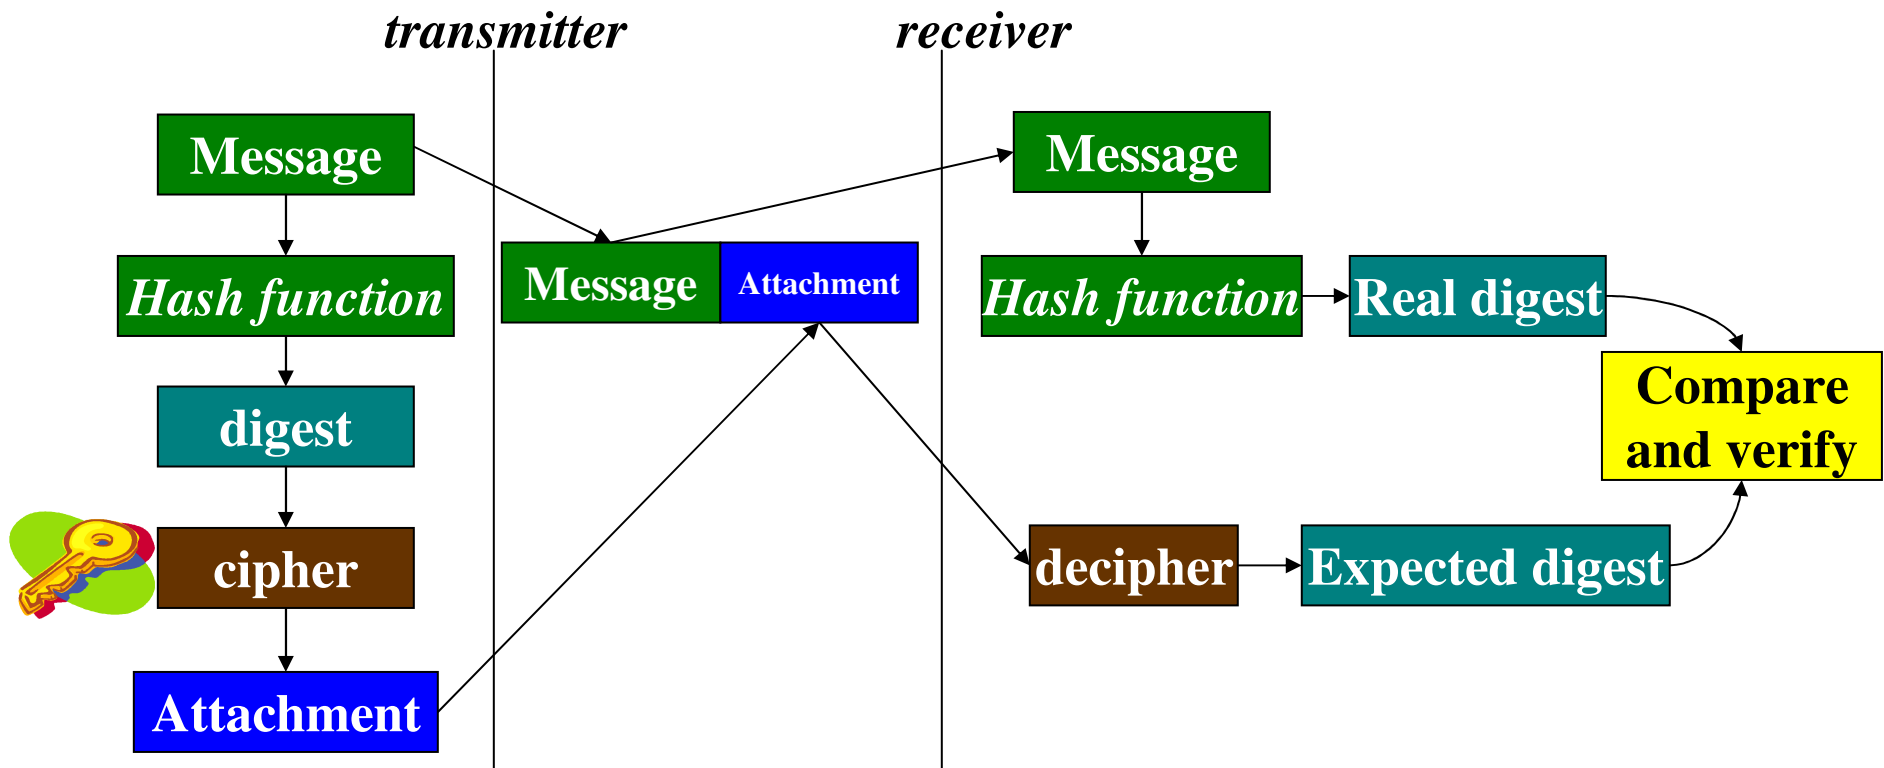 transmitter
receiver
Message
Hash function
digest
cipher
Attachment
Message
Attachment
Message
Hash function
Real digest
Compare
and verify
decipher
Expected digest